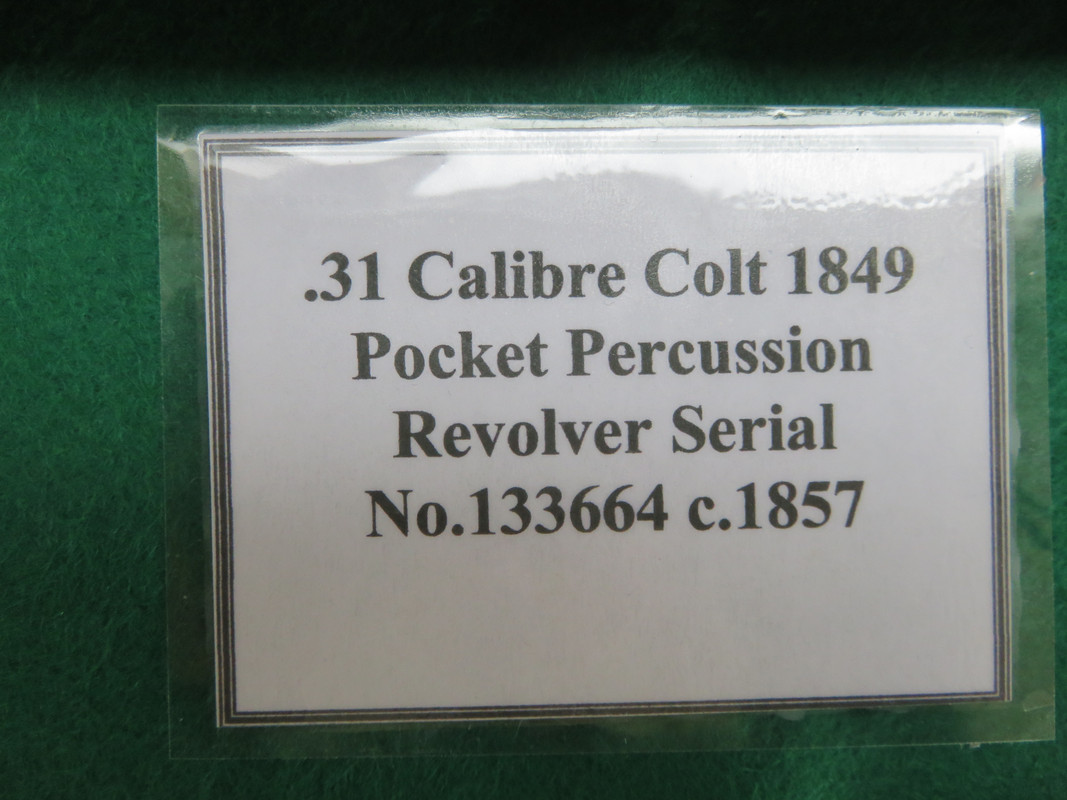 .31 Calibre Colt 1849
Pocket Percussion
Revolver Serial
No.133664 c.1857